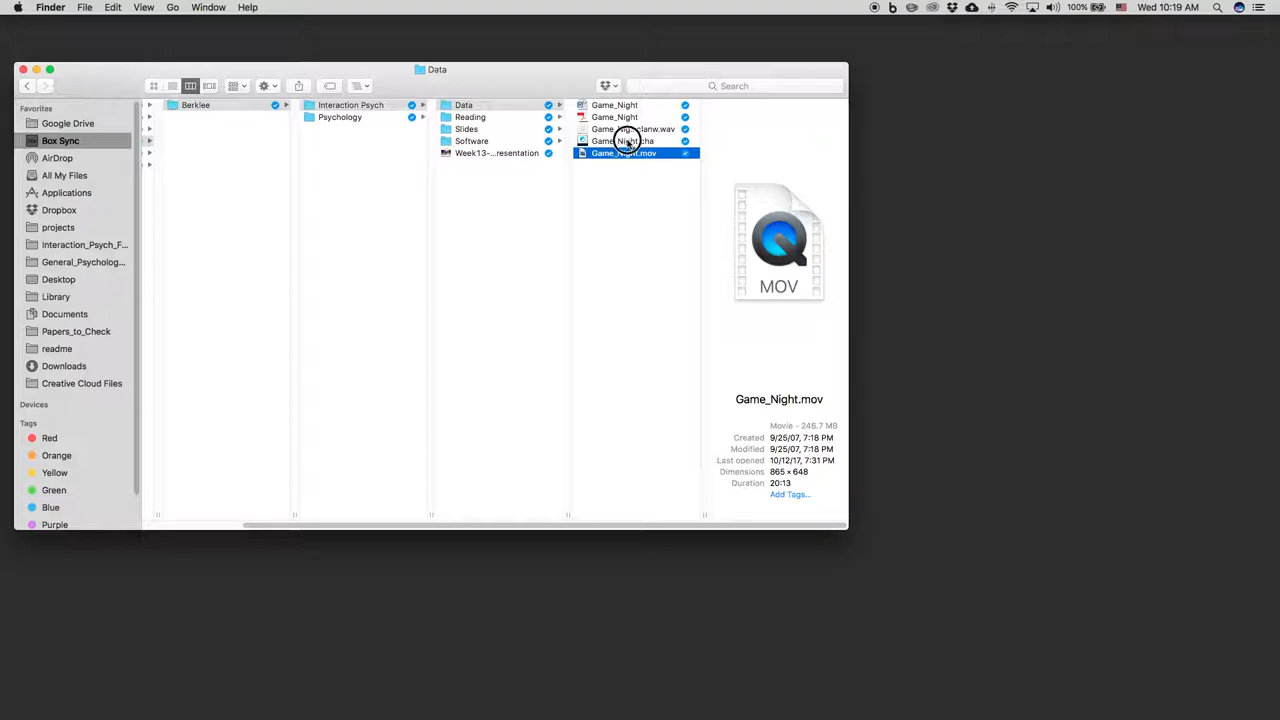 Finder File Edit View Go Window Help 100% Wed 10:19 AM
Data
Search
Favorites
Google Drive
Box Sync
AirDrop
All My Files
Applications
Dropbox
projects
Interaction_Psych_F...
General_Psycholog...
Desktop
Library
Documents
Papers_to_Check
readme
Downloads
Creative Cloud Files
Devices
Tags
Red
Orange
Yellow
Green
Blue
Purple
Berklee
Interaction Psych
Psychology
Data
Reading
Slides
Software
Week13-...resentation
Game_Night
Game_Night
Game_Nig...clanw.wav
Game_Night.cha
Game_Night.mov
MOV
Game_Night.mov
Movie - 246.7 MB
Created 9/25/07, 7:18 PM
Modified 9/25/07, 7:18 PM
Last opened 10/12/17, 7:31 PM
Dimensions 865 × 648
Duration 20:13
Add Tags...